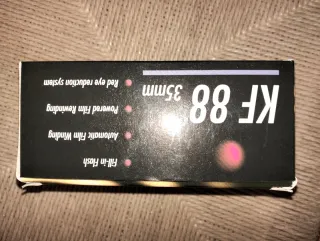 KF 88
35mm
Fill-in Flash
Automatic Film Winding
Powered Film Rewinding
Red eye reduction system